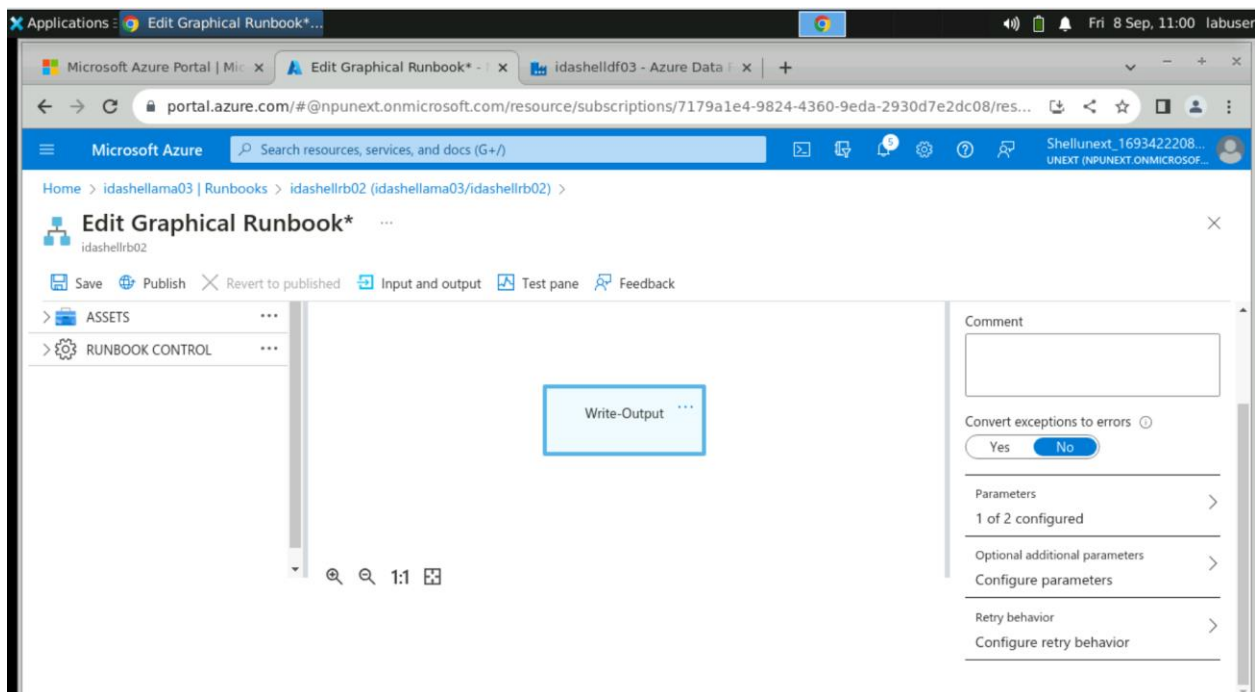 Applications Edit Graphical Runbook*... Fri 8 Sep, 11:00 labuser
Microsoft Azure Portal | Mic Edit Graphical Runbook* - idashelldf03 - Azure Data F
portal.azure.com/#@npunext.onmicrosoft.com/resource/subscriptions/7179a1e4-9824-4360-9eda-2930d7e2dc08/res...
Microsoft Azure Search resources, services, and docs (G+/) 5 Shellunext_1693422208...
UNEXT (NPUNEXT.ONMICROSOF...
Home > idashellama03 | Runbooks > idashellrb02 (idashellama03/idashellrb02) >
Edit Graphical Runbook* ...
idashellrb02
Save Publish Revert to published Input and output Test pane Feedback
ASSETS ...
RUNBOOK CONTROL ...
Write-Output ...
1:1
Comment
Convert exceptions to errors
Yes No
Parameters
1 of 2 configured
Optional additional parameters
Configure parameters
Retry behavior
Configure retry behavior